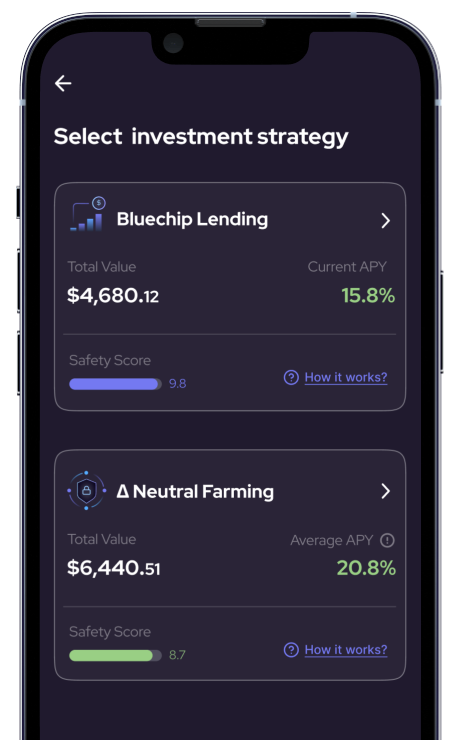 Select investment strategy
$
Bluechip Lending
Total Value Current APY
$4,680.12 15.8%
Safety Score
9.8 How it works?
Δ Neutral Farming
Total Value Average APY
$6,440.51 20.8%
Safety Score
8.7 How it works?